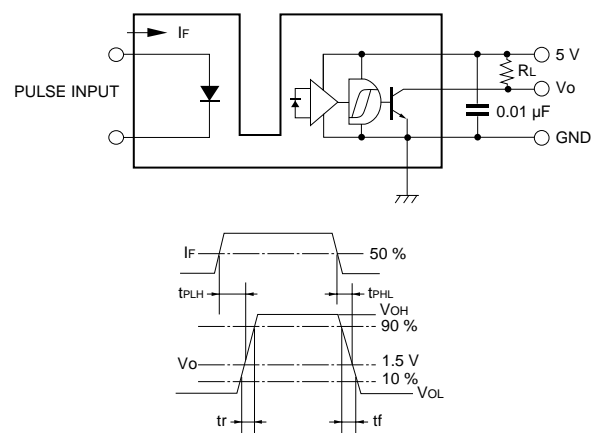 IF
5 V
RL
PULSE INPUT
Vo
0.01 µF
GND
IF
50 %
tPLH
tPHL
VOH
90 %
Vo
1.5 V
10 %
VOL
tr
tf